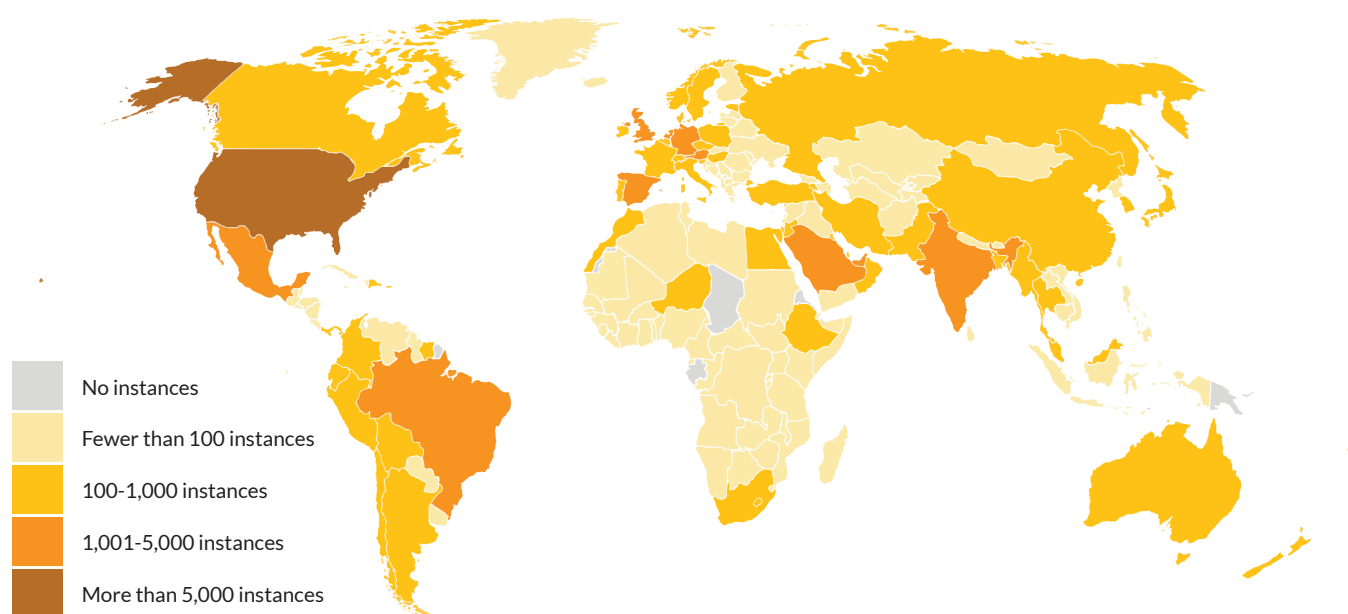 No instances
Fewer than 100 instances
100-1,000 instances
1,001-5,000 instances
More than 5,000 instances